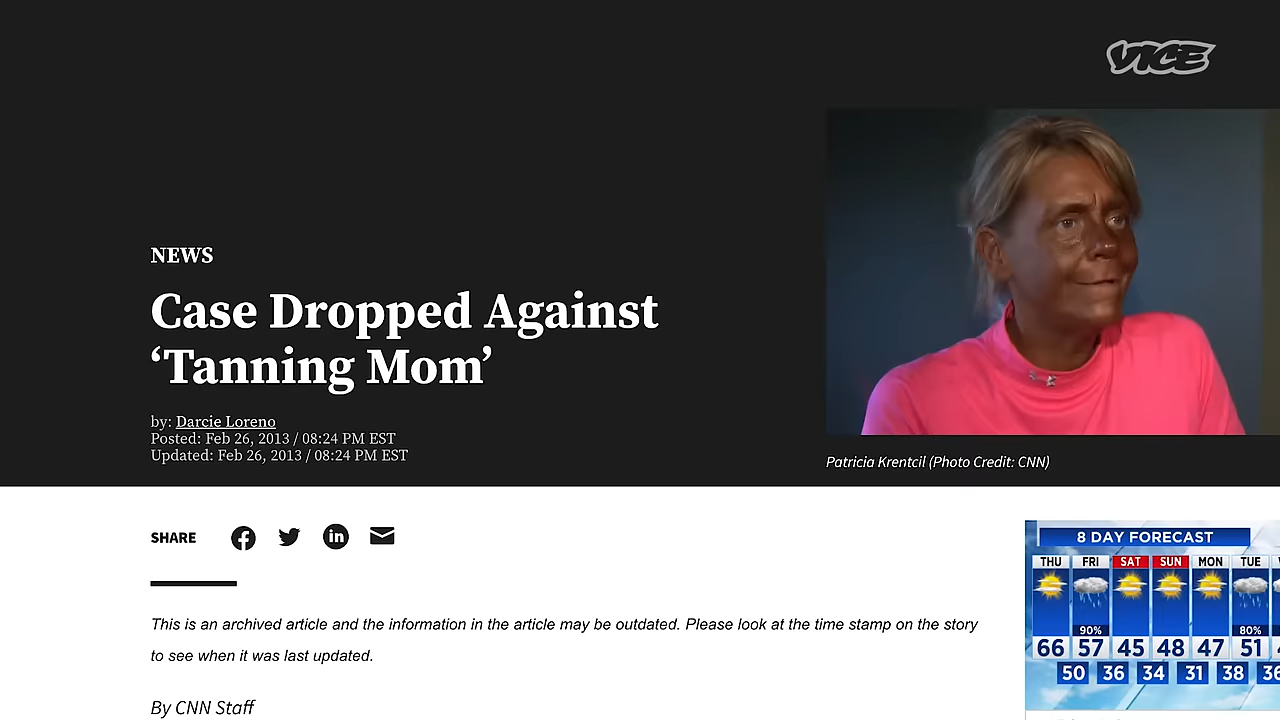 VICE
NEWS
Case Dropped Against
‘Tanning Mom’
by: Darcie Loreno
Posted: Feb 26, 2013 / 08:24 PM EST
Updated: Feb 26, 2013 / 08:24 PM EST
Patricia Krentcil (Photo Credit: CNN)
SHARE
in
8 DAY FORECAST
THU FRI SAT SUN MON TUE
90% 80%
66 57 45 48 47 51
50 36 34 31 38 36
This is an archived article and the information in the article may be outdated. Please look at the time stamp on the story
to see when it was last updated.
By CNN Staff